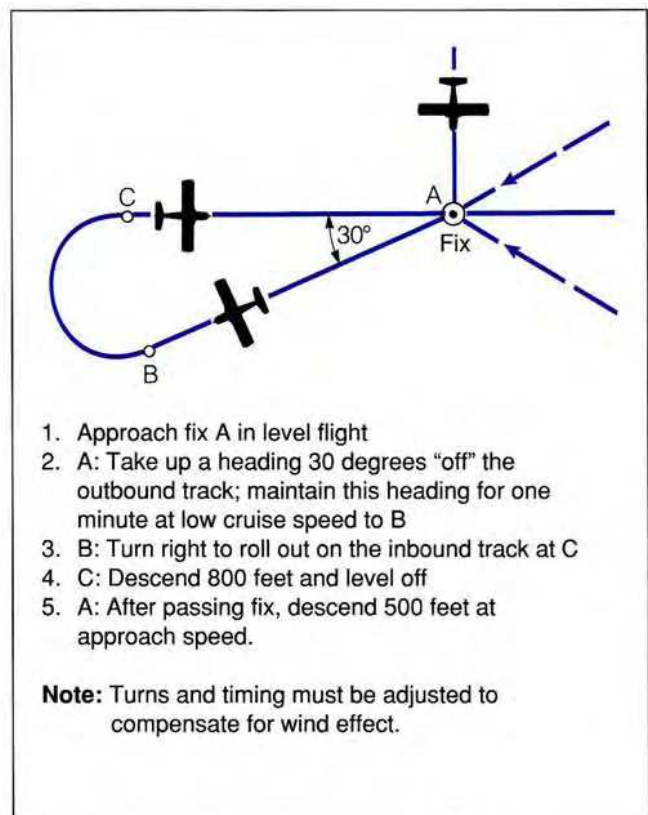 A
Fix
C
30°
B
1. Approach fix A in level flight
2. A: Take up a heading 30 degrees “off” the
outbound track; maintain this heading for one
minute at low cruise speed to B
3. B: Turn right to roll out on the inbound track at C
4. C: Descend 800 feet and level off
5. A: After passing fix, descend 500 feet at
approach speed.
Note: Turns and timing must be adjusted to
compensate for wind effect.